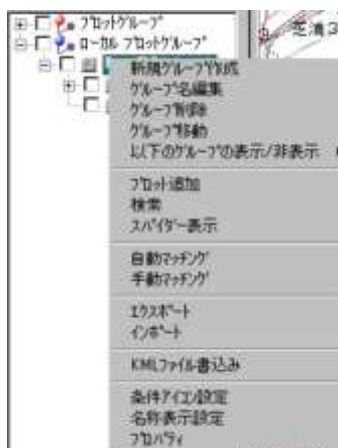 ﾌﾟﾛｯﾄｸﾞﾙｰﾌﾟ
ﾛｰｶﾙ ﾌﾟﾛｯﾄｸﾞﾙｰﾌﾟ
芝浦3
新規ｸﾞﾙｰﾌﾟ作成
ｸﾞﾙｰﾌﾟ名編集
ｸﾞﾙｰﾌﾟ削除
ｸﾞﾙｰﾌﾟ移動
以下のｸﾞﾙｰﾌﾟの表示/非表示
ﾌﾟﾛｯﾄ追加
検索
ｽﾊﾟｲﾀﾞｰ表示
自動ﾏｯﾁﾝｸﾞ
手動ﾏｯﾁﾝｸﾞ
ｴｸｽﾎﾟｰﾄ
ｲﾝﾎﾟｰﾄ
KMLﾌｧｲﾙ書込み
条件ｱｲｺﾝ設定
名称表示設定
ﾌﾟﾛﾊﾟﾃｨ